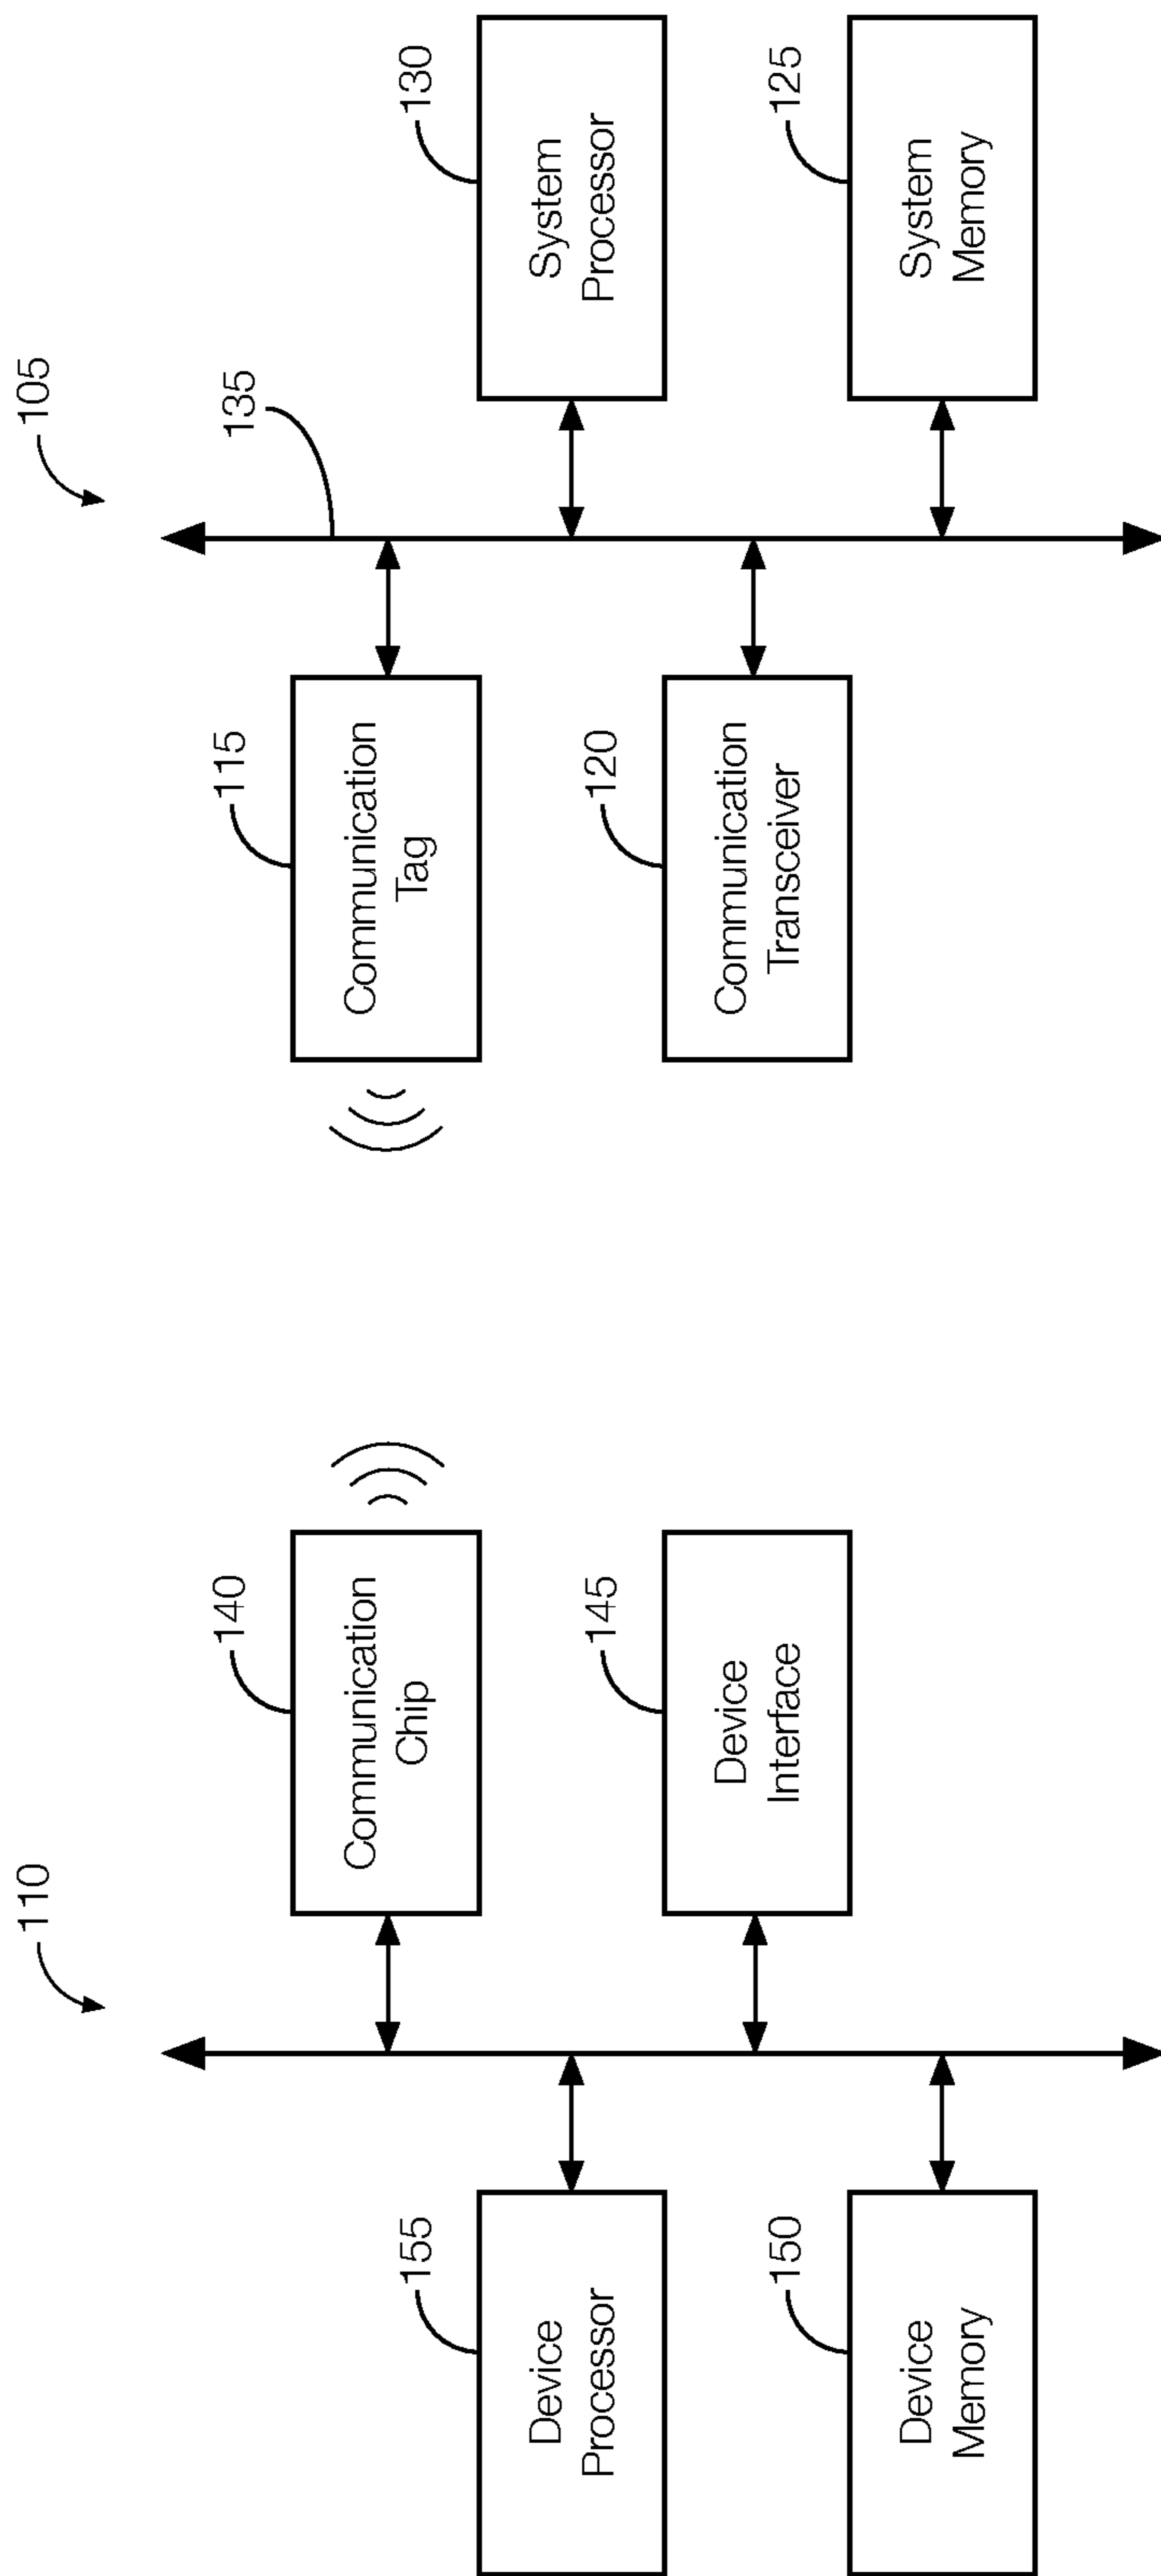 110
105
140
Communication
Chip
115
Communication
Tag
135
155
Device
Processor
130
System
Processor
145
Device
Interface
120
Communication
Transceiver
150
Device
Memory
125
System
Memory